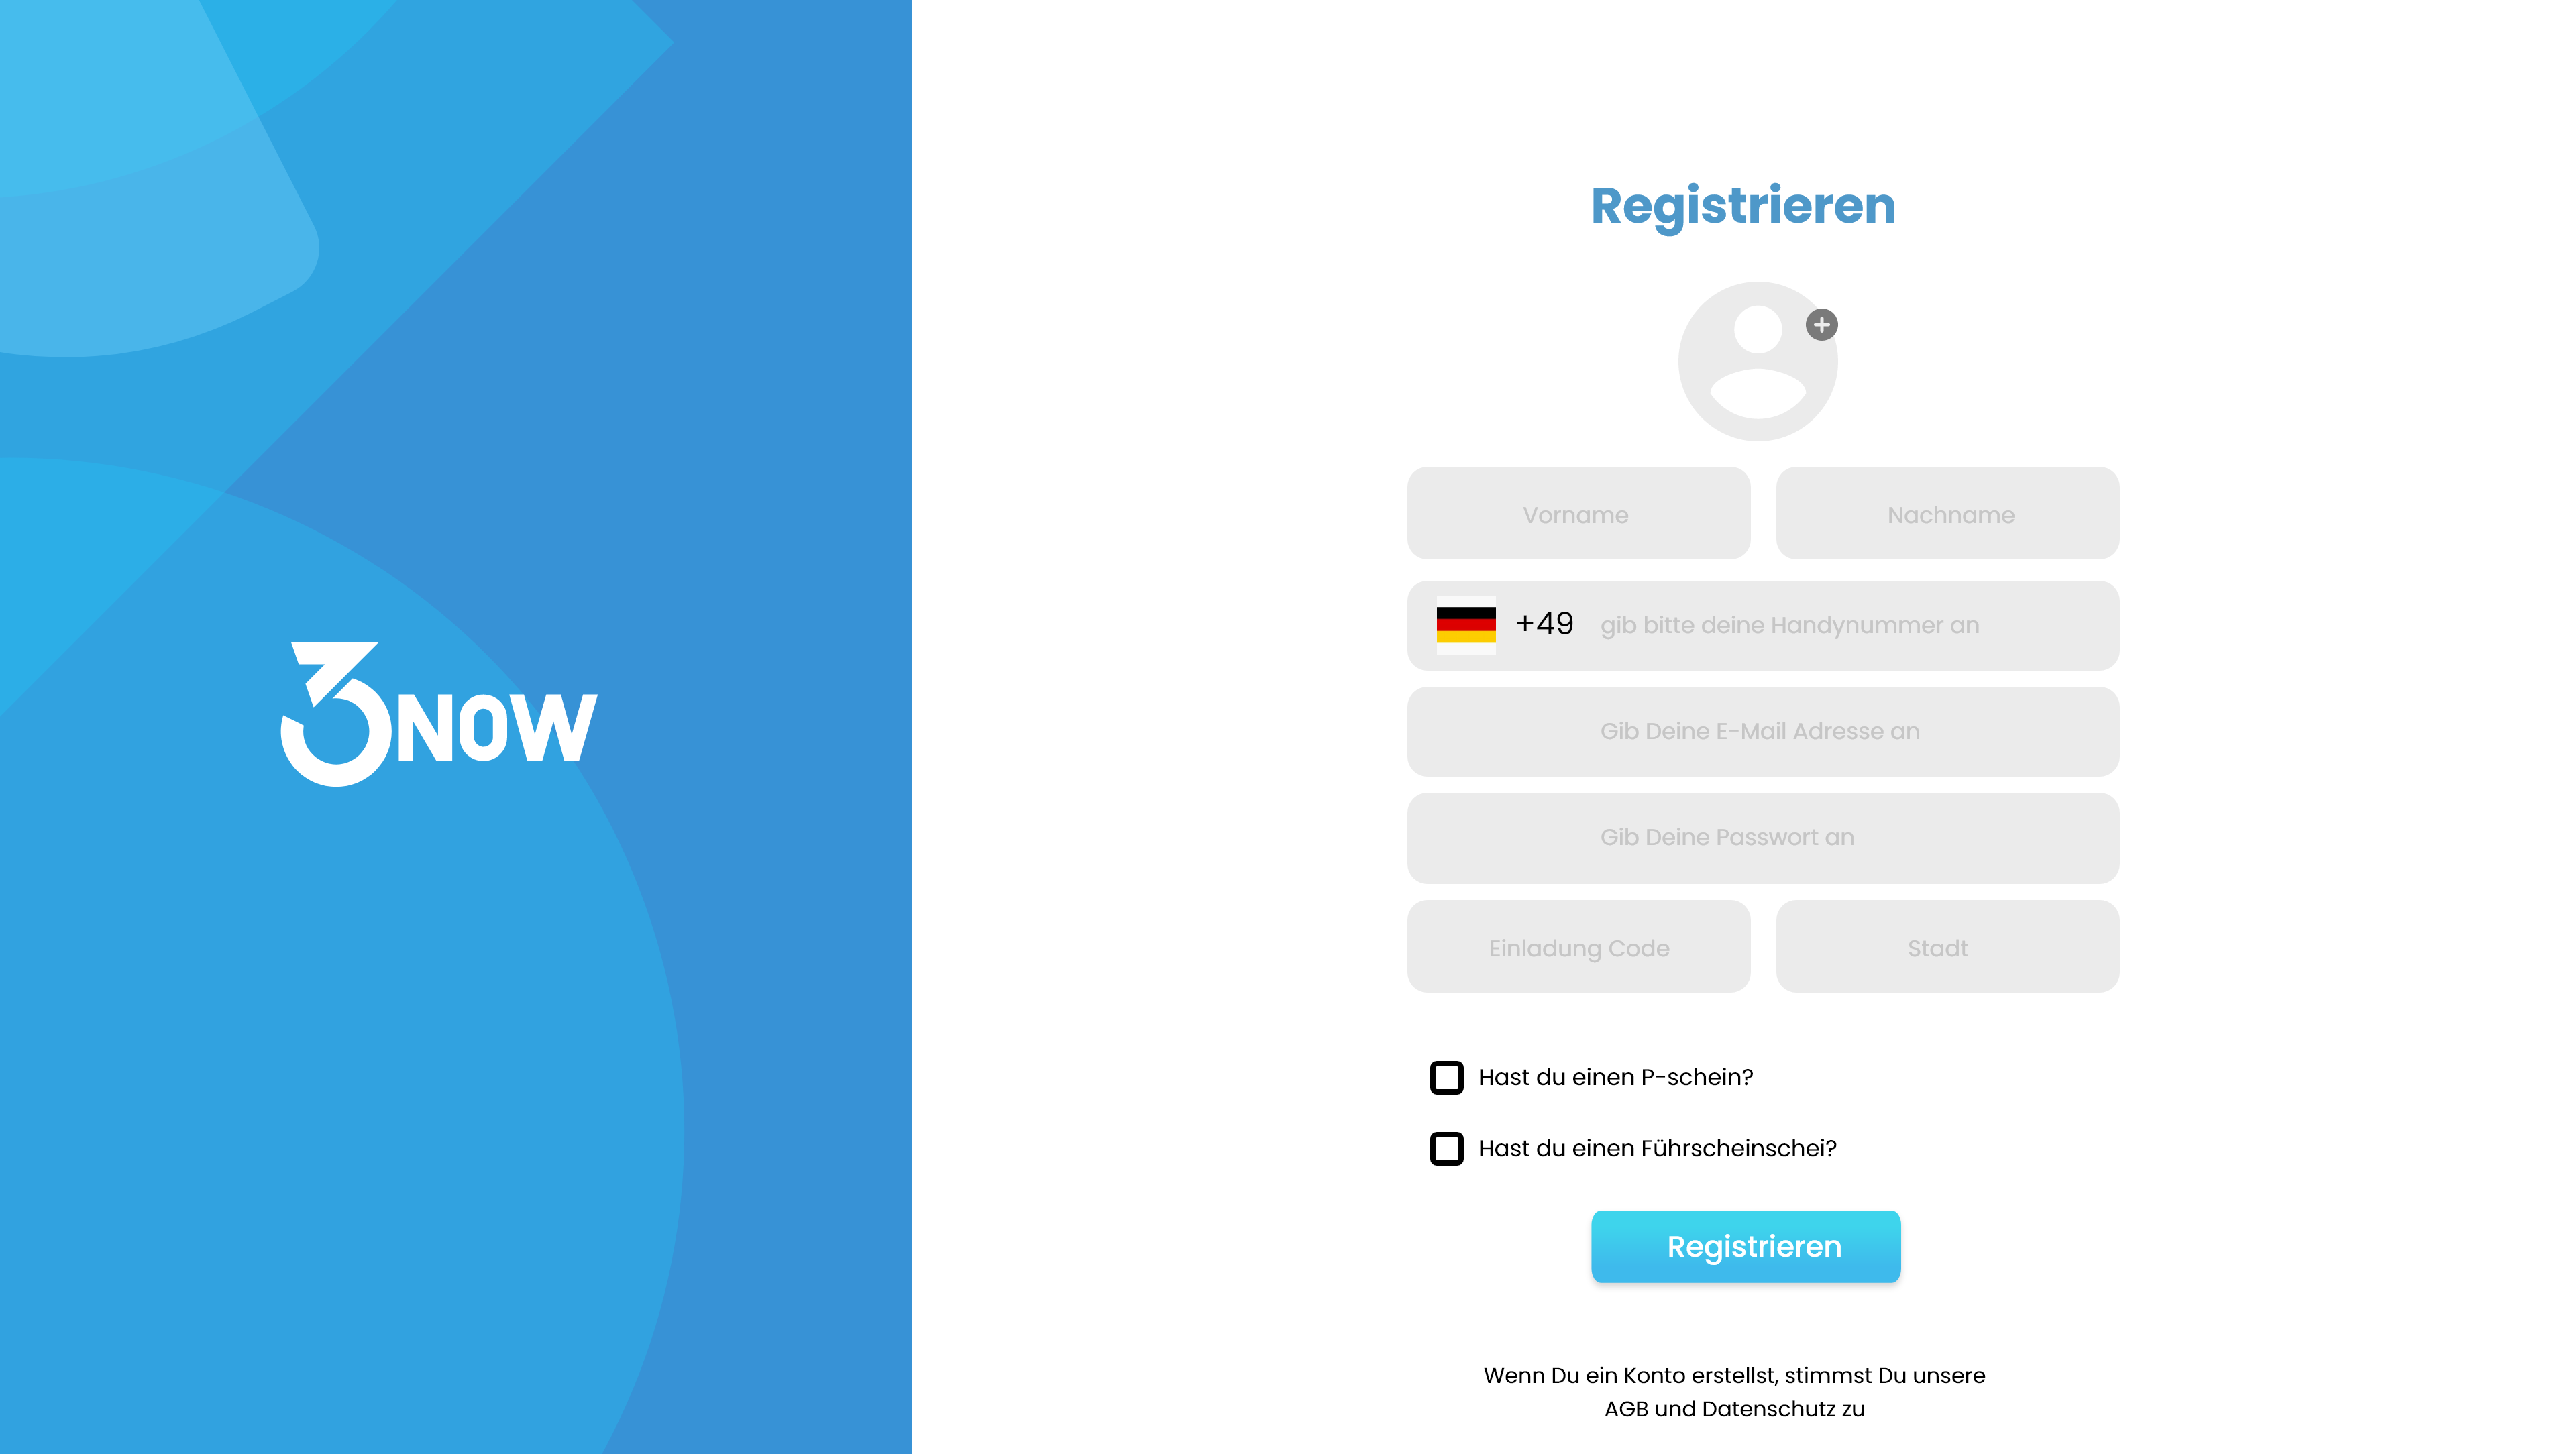 3NOW
Registrieren
Vorname
Nachname
+49 gib bitte deine Handynummer an
Gib Deine E-Mail Adresse an
Gib Deine Passwort an
Einladung Code
Stadt
Hast du einen P-schein?
Hast du einen Führscheinschei?
Registrieren
Wenn Du ein Konto erstellst, stimmst Du unsere
AGB und Datenschutz zu